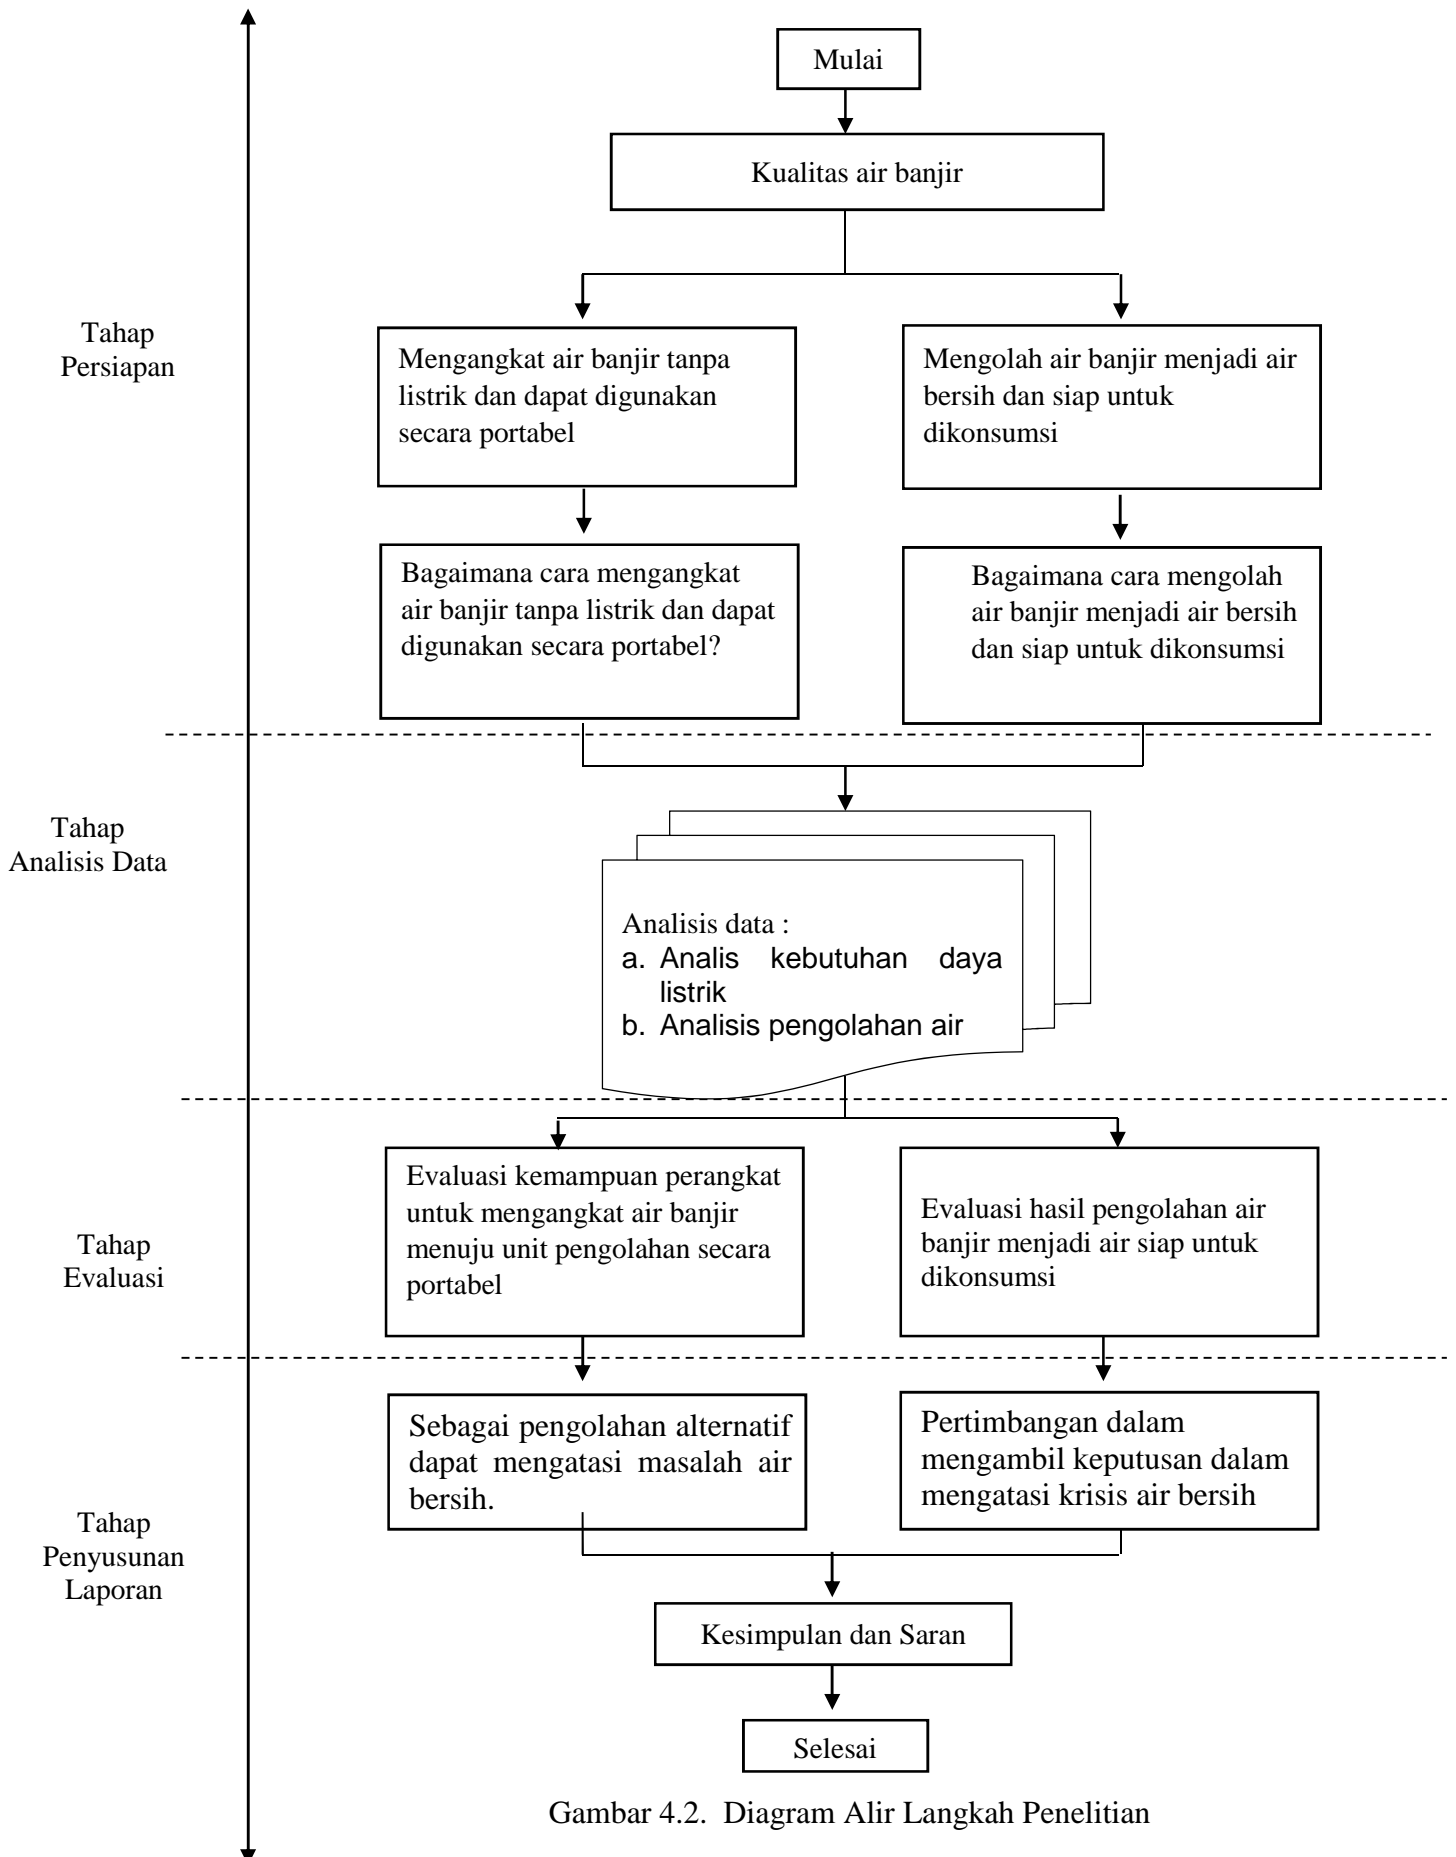 Mulai
Kualitas air banjir
Tahap
Persiapan
Mengangkat air banjir tanpa
listrik dan dapat digunakan
secara portabel
Mengolah air banjir menjadi air
bersih dan siap untuk
dikonsumsi
Bagaimana cara mengangkat
air banjir tanpa listrik dan dapat
digunakan secara portabel?
Bagaimana cara mengolah
air banjir menjadi air bersih
dan siap untuk dikonsumsi
Tahap
Analisis Data
Analisis data :
a. Analis kebutuhan daya
listrik
b. Analisis pengolahan air
Tahap
Evaluasi
Evaluasi kemampuan perangkat
untuk mengangkat air banjir
menuju unit pengolahan secara
portabel
Evaluasi hasil pengolahan air
banjir menjadi air siap untuk
dikonsumsi
Tahap
Penyusunan
Laporan
Sebagai pengolahan alternatif
dapat mengatasi masalah air
bersih.
Pertimbangan dalam
mengambil keputusan dalam
mengatasi krisis air bersih
Kesimpulan dan Saran
Selesai
Gambar 4.2. Diagram Alir Langkah Penelitian